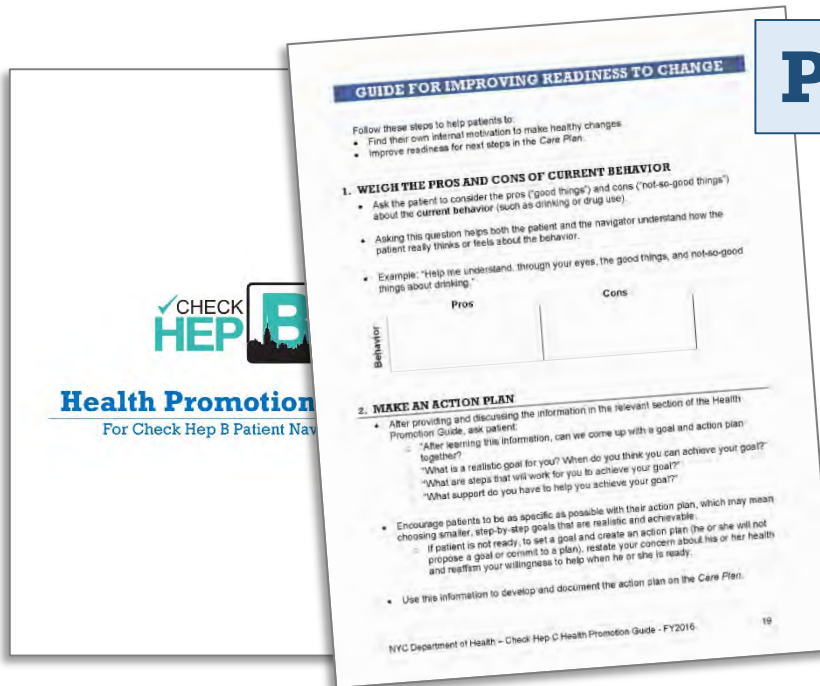 CHECK
HEP B
Health Promotion
For Check Hep B Patient Nav
P
GUIDE FOR IMPROVING READINESS TO CHANGE
Follow these steps to help patients to:
• Find their own internal motivation to make healthy changes.
• Improve readiness for next steps in the Care Plan.
1. WEIGH THE PROS AND CONS OF CURRENT BEHAVIOR
• Ask the patient to consider the pros ("good things") and cons ("not-so-good things")
about the current behavior (such as drinking or drug use).
• Asking this question helps both the patient and the navigator understand how the
patient really thinks or feels about the behavior.
• Example: "Help me understand, through your eyes, the good things, and not-so-good
things about drinking."
Pros Cons
Behavior
2. MAKE AN ACTION PLAN
• After providing and discussing the information in the relevant section of the Health
Promotion Guide, ask patient:
○ "After learning this information, can we come up with a goal and action plan
together?
"What is a realistic goal for you? When do you think you can achieve your goal?"
"What are steps that will work for you to achieve your goal?"
"What support do you have to help you achieve your goal?"
• Encourage patients to be as specific as possible with their action plan, which may mean
choosing smaller, step-by-step goals that are realistic and achievable.
○ If patient is not ready, to set a goal and create an action plan (he or she will not
propose a goal or commit to a plan), restate your concern about his or her health
and reaffirm your willingness to help when he or she is ready.
• Use this information to develop and document the action plan on the Care Plan.
NYC Department of Health – Check Hep C Health Promotion Guide - FY2016
19